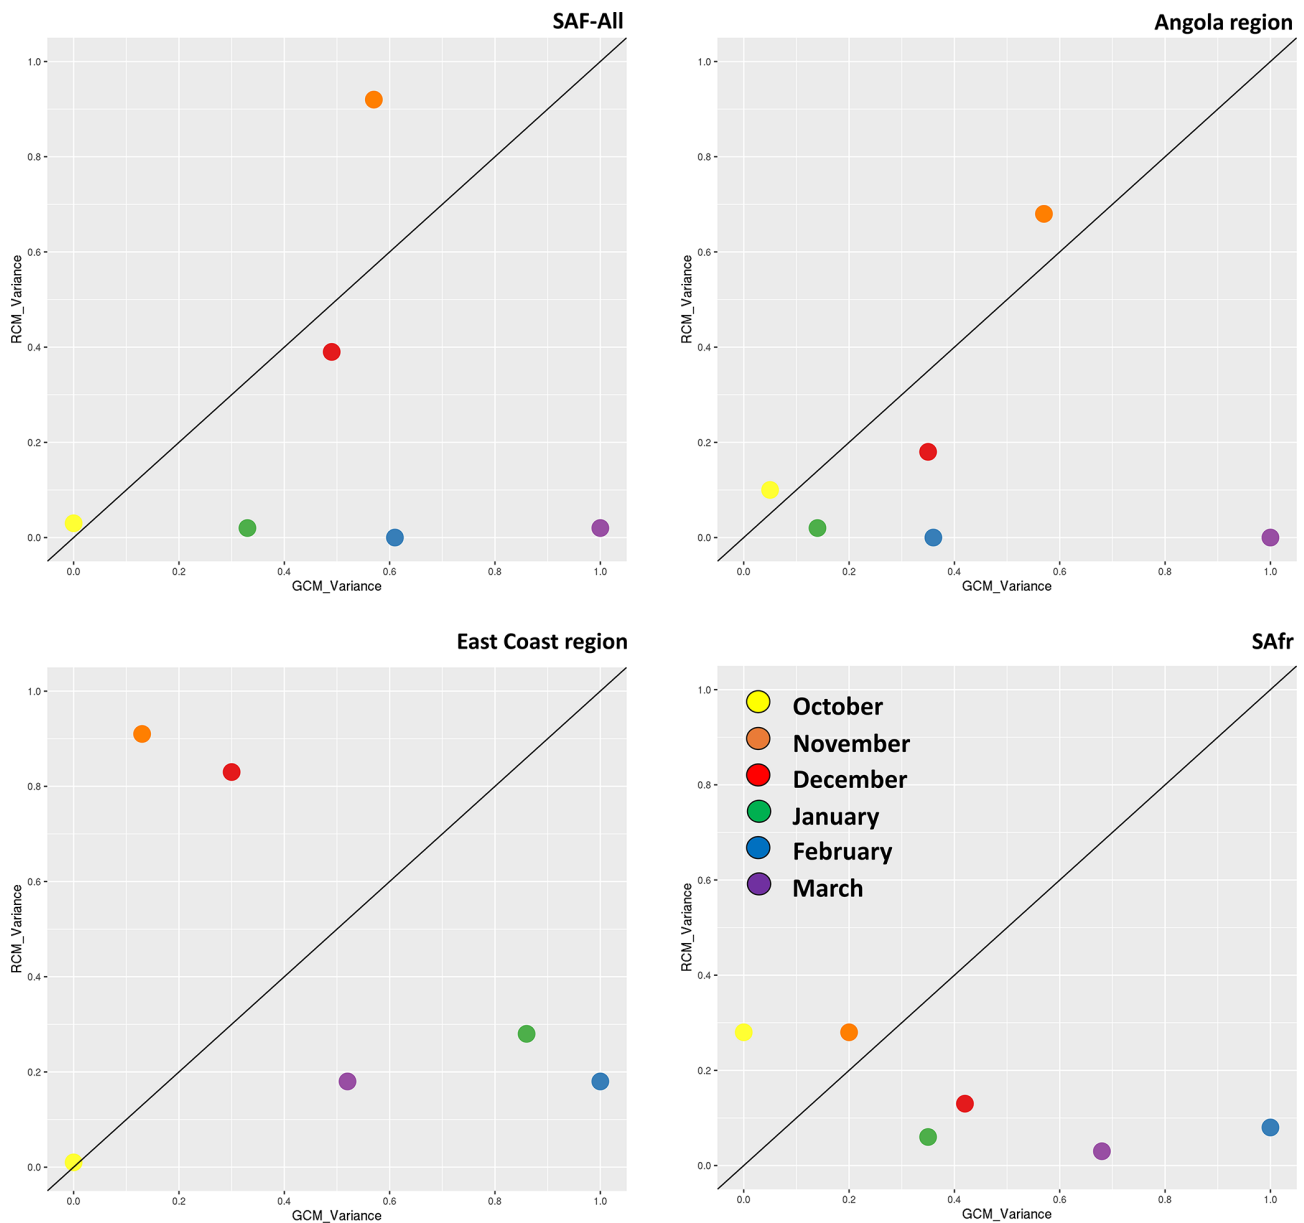 SAF-All
1.0
0.8
0.6
0.4
0.2
0.0
RCM_Variance
0.0 0.2 0.4 0.6 0.8 1.0
GCM_Variance
Angola region
1.0
0.8
0.6
0.4
0.2
0.0
RCM_Variance
0.0 0.2 0.4 0.6 0.8 1.0
GCM_Variance
East Coast region
1.0
0.8
0.6
0.4
0.2
0.0
RCM_Variance
0.0 0.2 0.4 0.6 0.8 1.0
GCM_Variance
SAfr
1.0
0.8
0.6
0.4
0.2
0.0
RCM_Variance
October
November
December
January
February
March
0.0 0.2 0.4 0.6 0.8 1.0
GCM_Variance